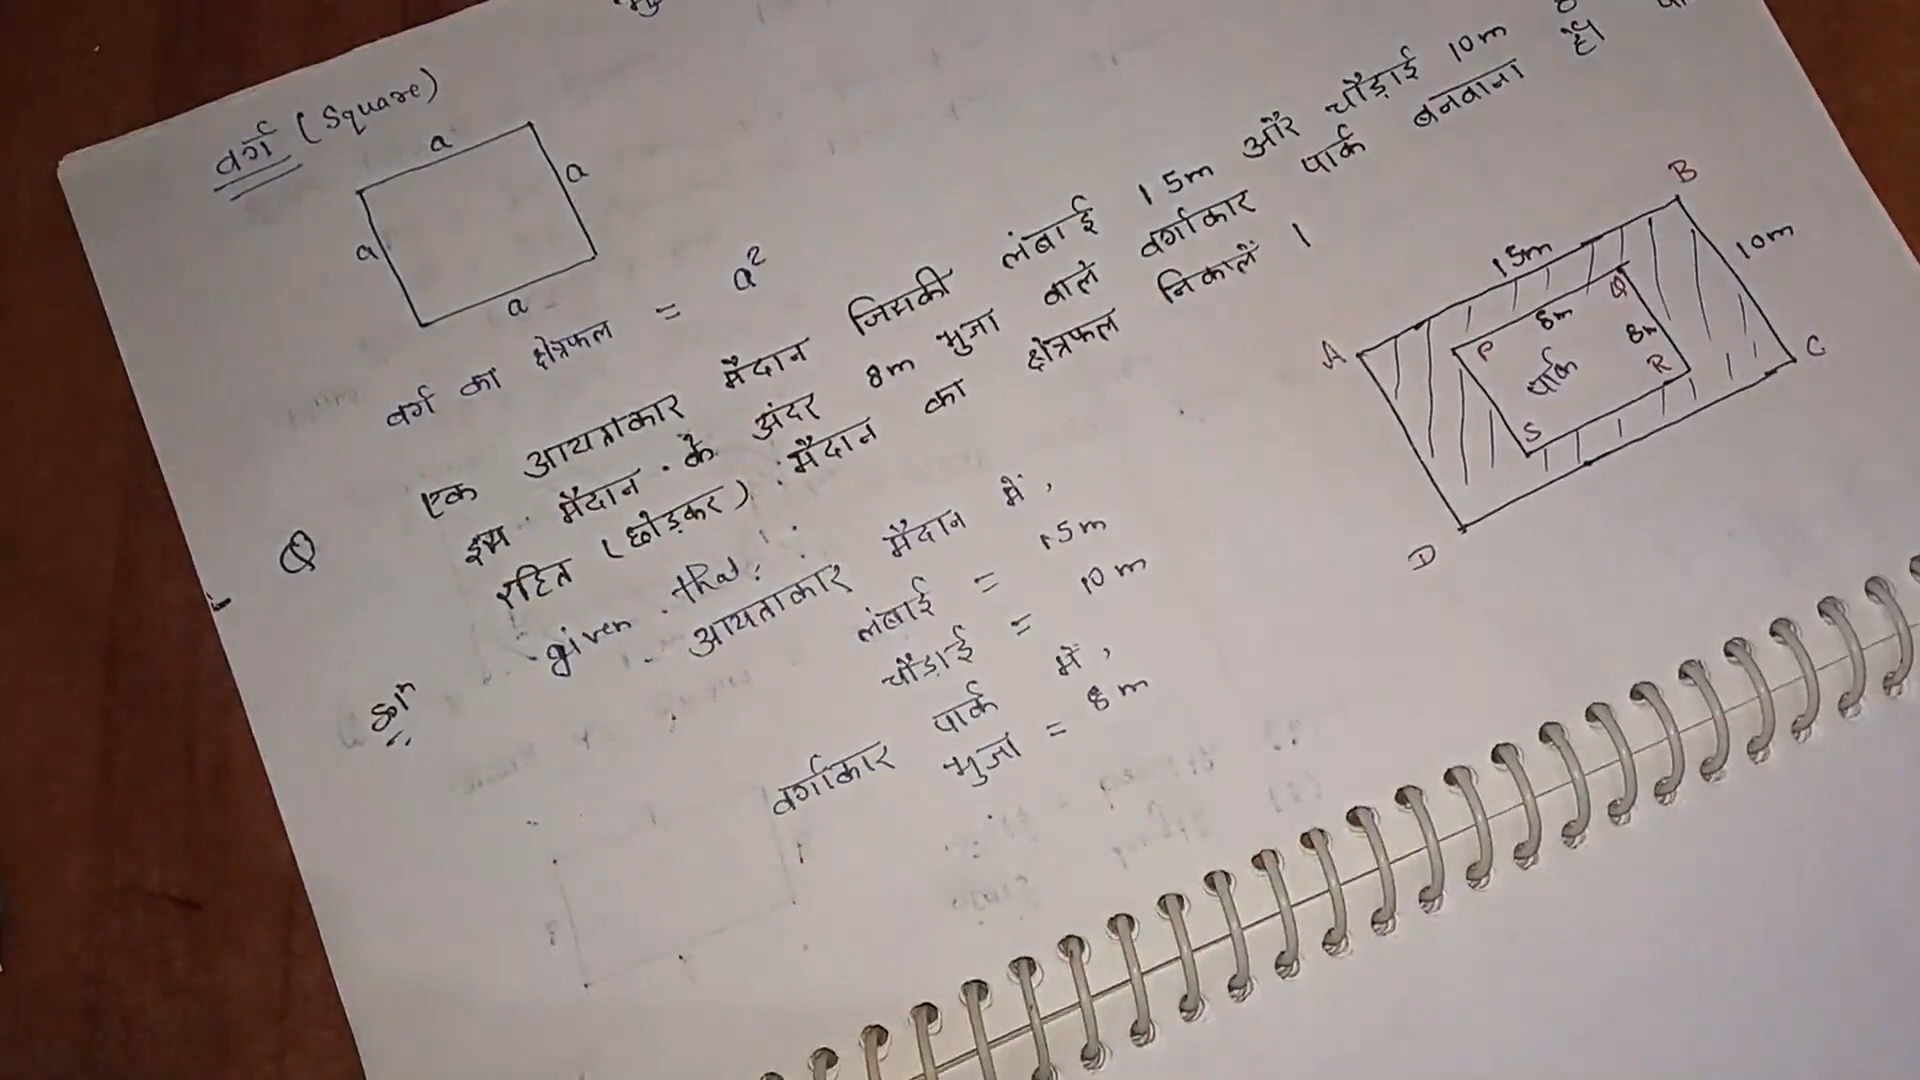 वर्ग (Square)
a
a
a
a
वर्ग का क्षेत्रफल = a²
Q एक आयताकार मैदान जिसकी लंबाई 15m और चौड़ाई 10m
इस मैदान के अंदर 8m भुजा वाले वर्गाकार पार्क बनवाना है।
रहित (छोड़कर) मैदान का क्षेत्रफल निकालें।
A
B
15m
10m
P
Q
8m
8m
पार्क
R
S
C
D
Solⁿ given that:
आयताकार मैदान में,
लंबाई = 15m
चौड़ाई = 10m
वर्गाकार पार्क में,
भुजा = 8m